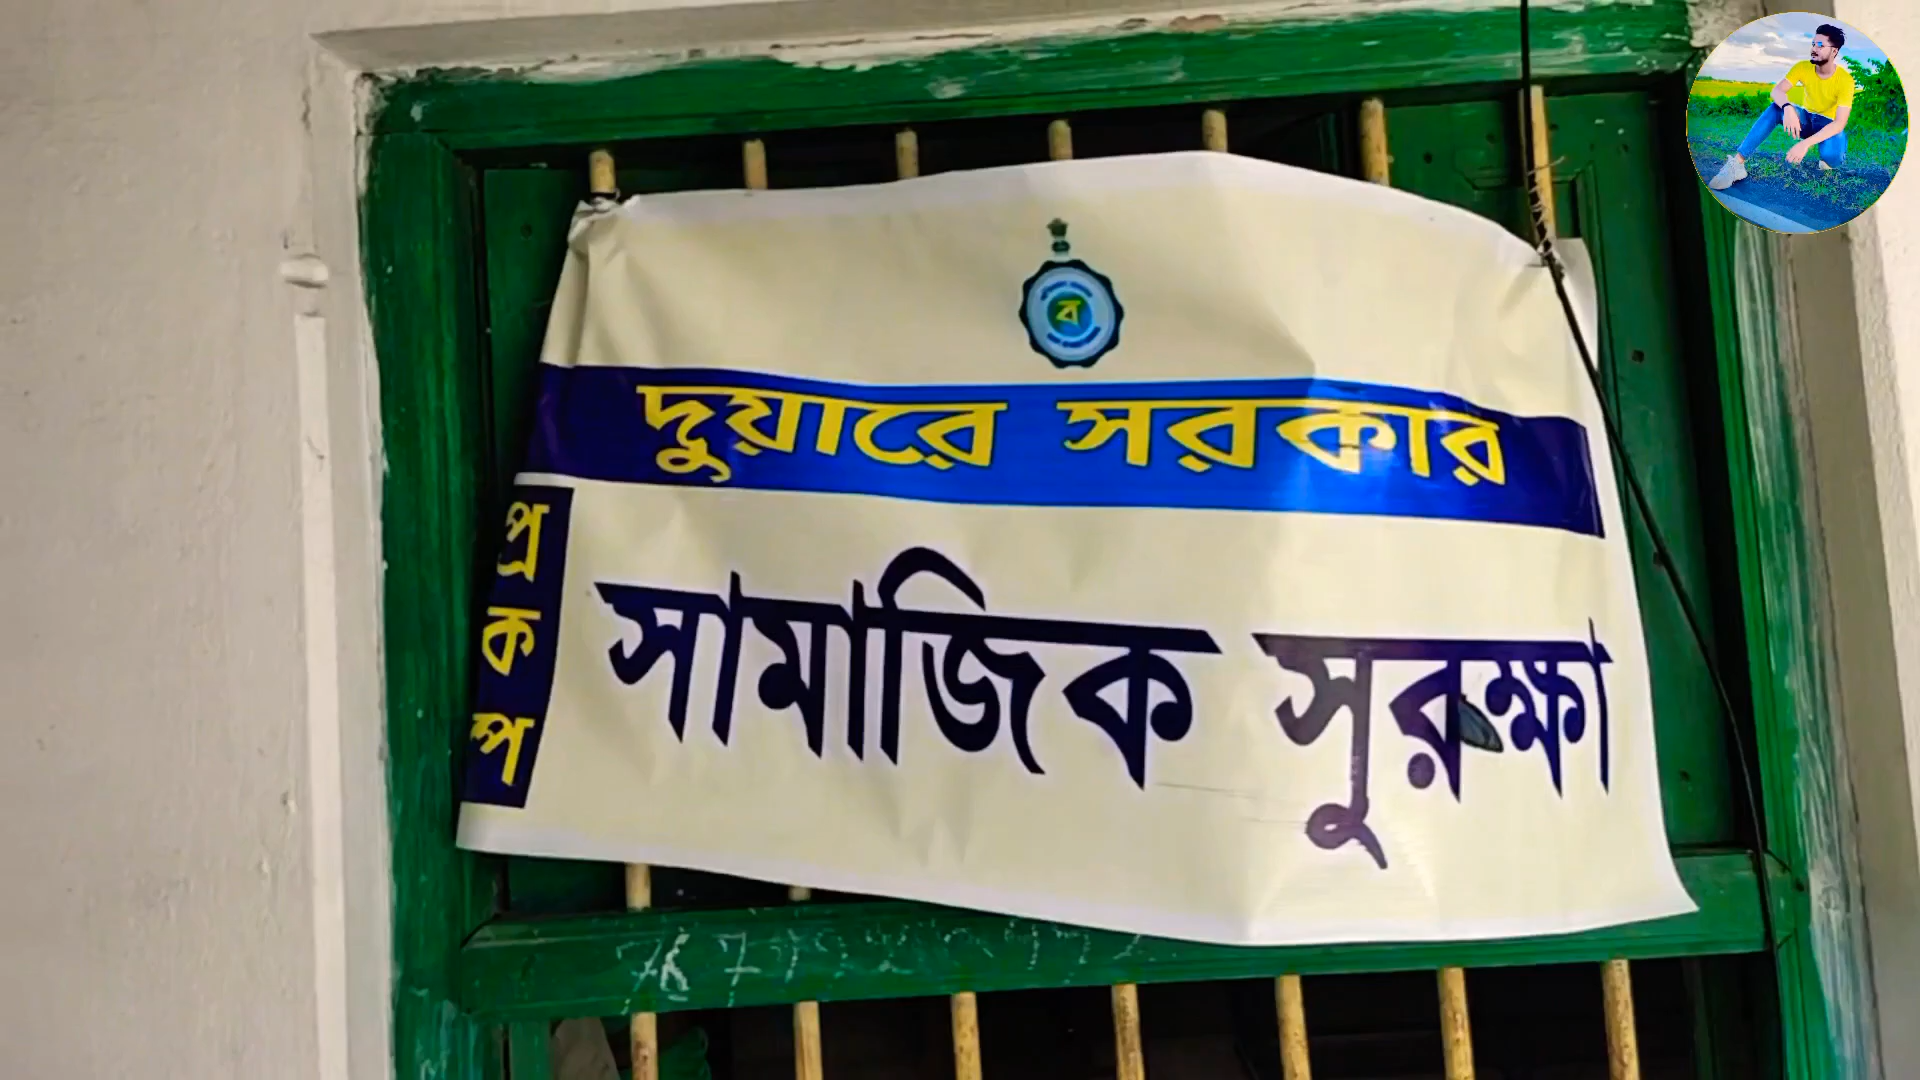 ব
দুয়ারে সরকার
প্রকল্প
সামাজিক সুরক্ষা